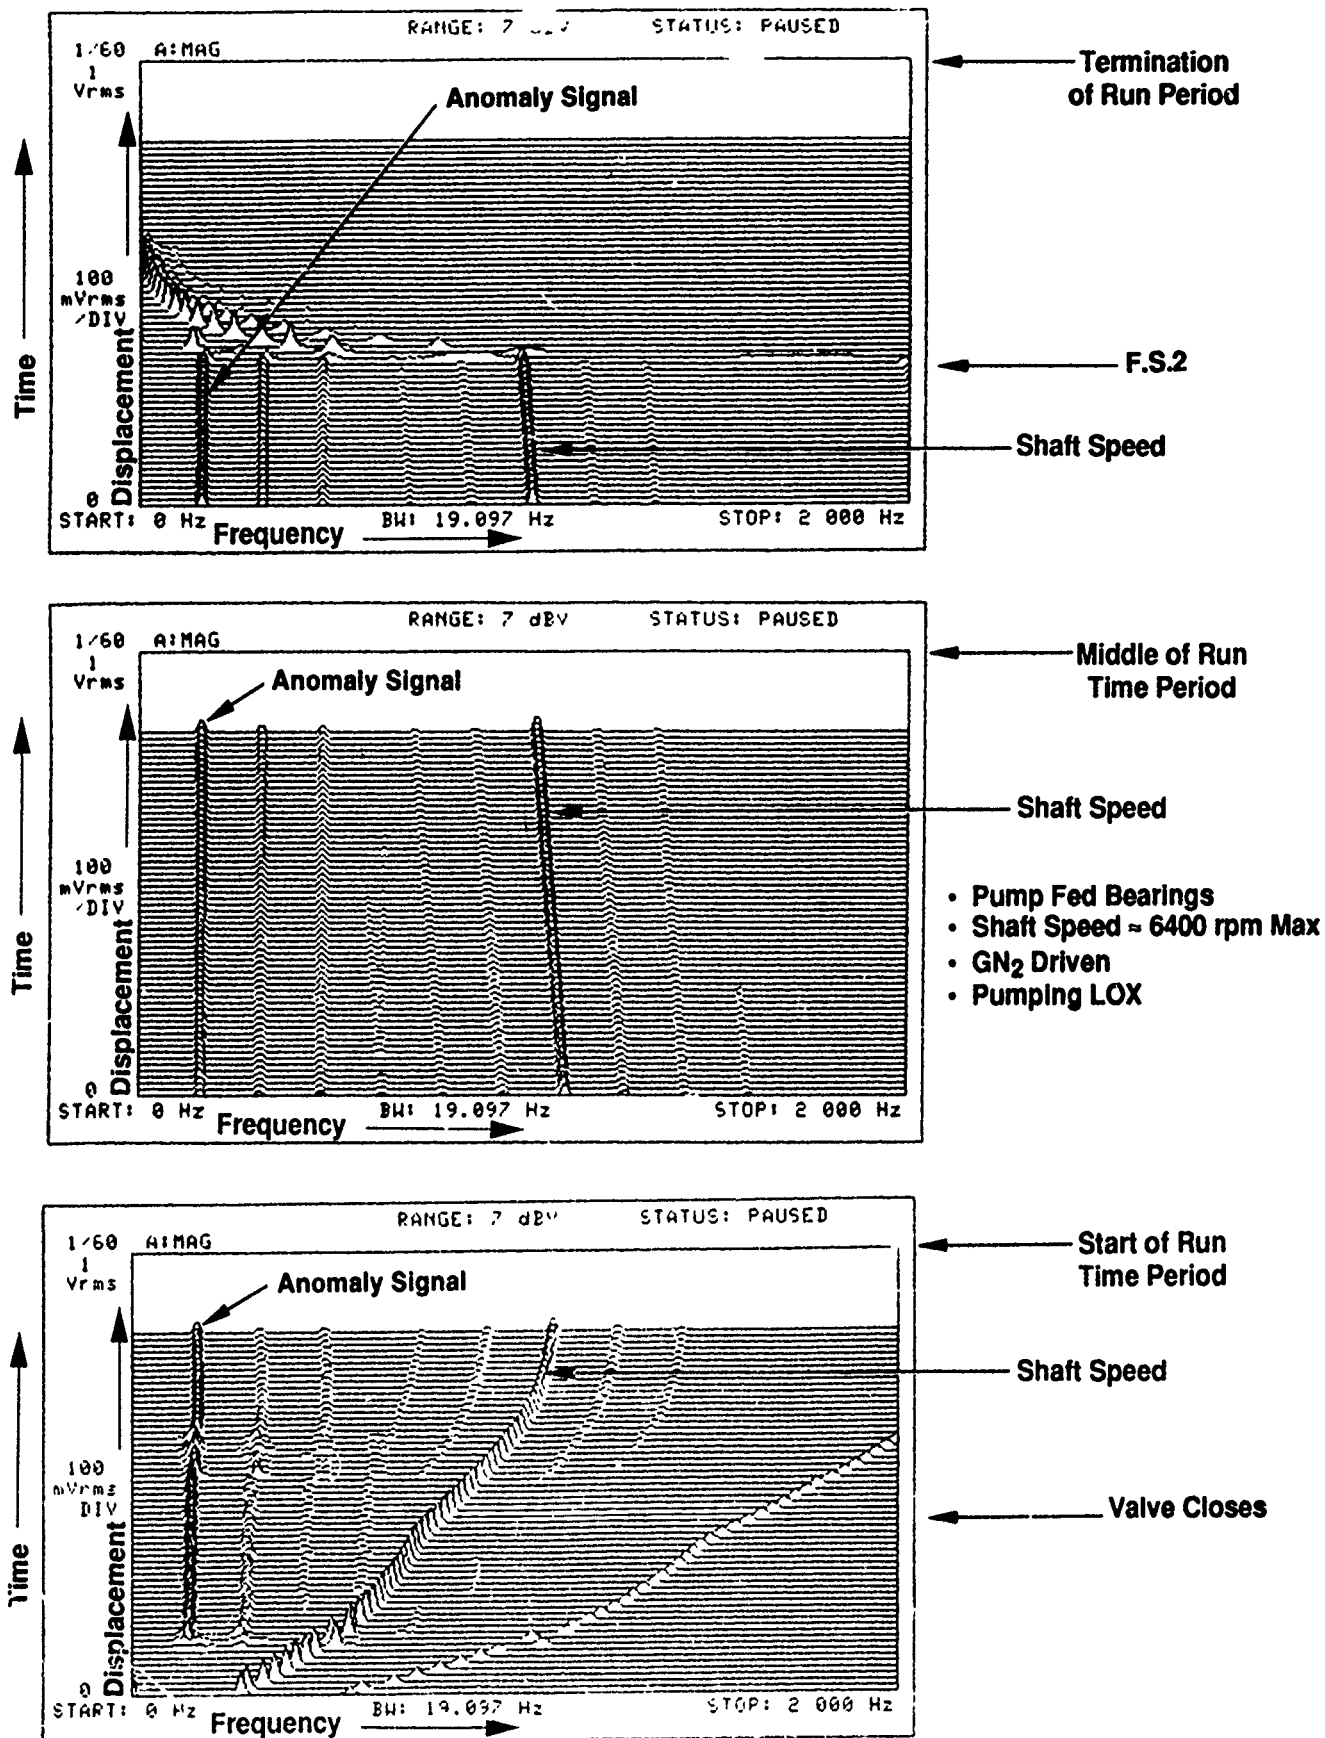 RANGE: 7 STATUS: PAUSED
1/60 A:MAG
1
Vrms
Anomaly Signal
Termination
of Run Period
Time
Displacement
100
mVrms
/DIV
F.S.2
Shaft Speed
0
START: 0 Hz Frequency BW: 19.097 Hz STOP: 2 000 Hz
RANGE: 7 dBV STATUS: PAUSED
1/60 A:MAG
1
Vrms
Anomaly Signal
Middle of Run
Time Period
Time
Displacement
100
mVrms
/DIV
Shaft Speed
• Pump Fed Bearings
• Shaft Speed ≈ 6400 rpm Max
• GN2 Driven
• Pumping LOX
0
START: 0 Hz Frequency BW: 19.097 Hz STOP: 2 000 Hz
RANGE: 7 dBV STATUS: PAUSED
1/60 A:MAG
1
Vrms
Anomaly Signal
Start of Run
Time Period
Time
Displacement
100
mVrms
DIV
Shaft Speed
Valve Closes
0
START: 0 Hz Frequency BW: 19.097 Hz STOP: 2 000 Hz